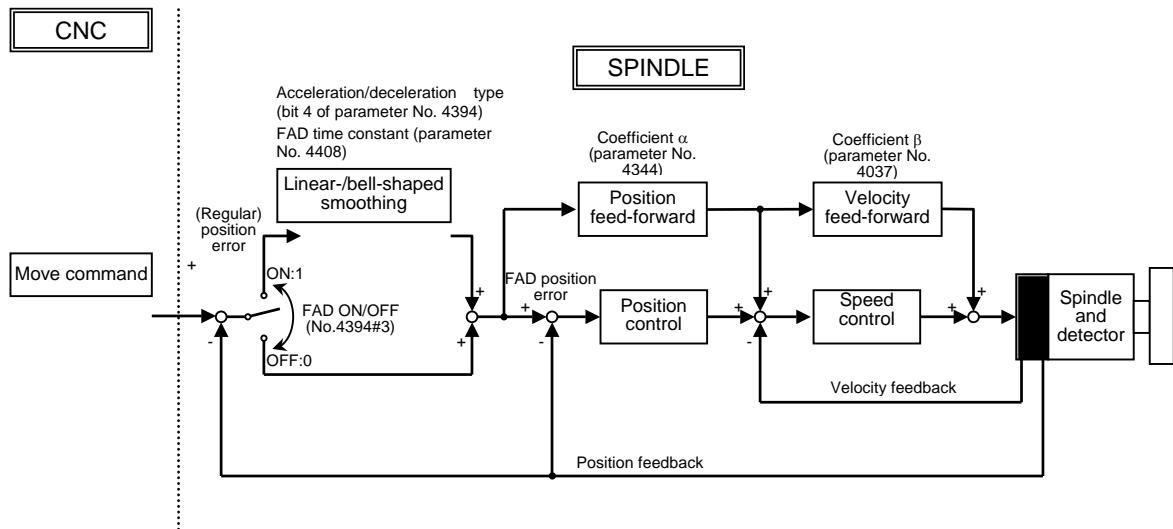 CNC
SPINDLE
Acceleration/deceleration type
(bit 4 of parameter No. 4394)
FAD time constant (parameter
No. 4408)
Linear-/bell-shaped
smoothing
Coefficient α
(parameter No.
4344)
Position
feed-forward
Coefficient β
(parameter No.
4037)
Velocity
feed-forward
(Regular)
position
error
Move command
+
-
ON:1
FAD ON/OFF
(No.4394#3)
OFF:0
+
+
FAD position
error
+
-
Position
control
+
+
-
Speed
control
+
+
Spindle
and
detector
Velocity feedback
Position feedback